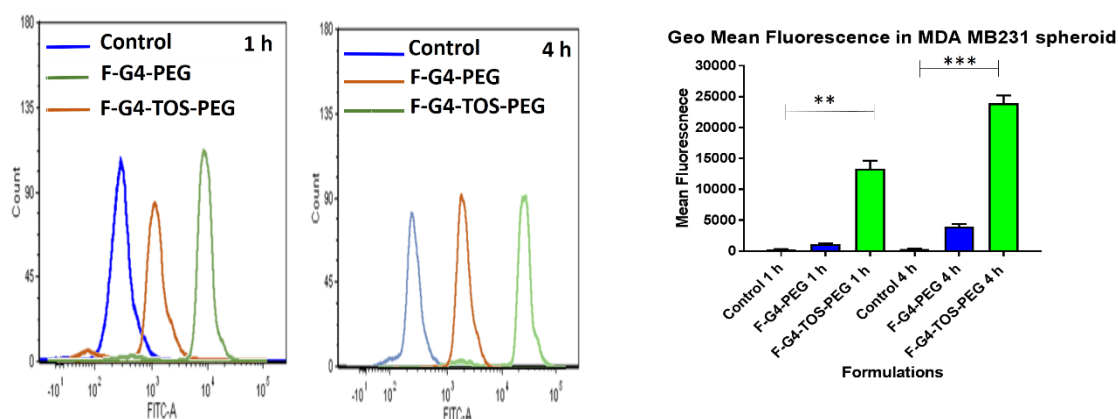 180
135
90
45
0
Count
Control
1 h
F-G4-PEG
F-G4-TOS-PEG
-10¹ 10² 10³ 10⁴ 10⁵
FITC-A
180
135
90
45
0
Count
4 h
Control
F-G4-PEG
F-G4-TOS-PEG
-10¹ 10² 10³ 10⁴ 10⁵
FITC-A
Geo Mean Fluorescence in MDA MB231 spheroid
30000
25000
20000
15000
10000
5000
0
Mean Fluorescnece
**
***
Control 1 h
F-G4-PEG 1 h
F-G4-TOS-PEG 1 h
Control 4 h
F-G4-PEG 4 h
F-G4-TOS-PEG 4 h
Formulations